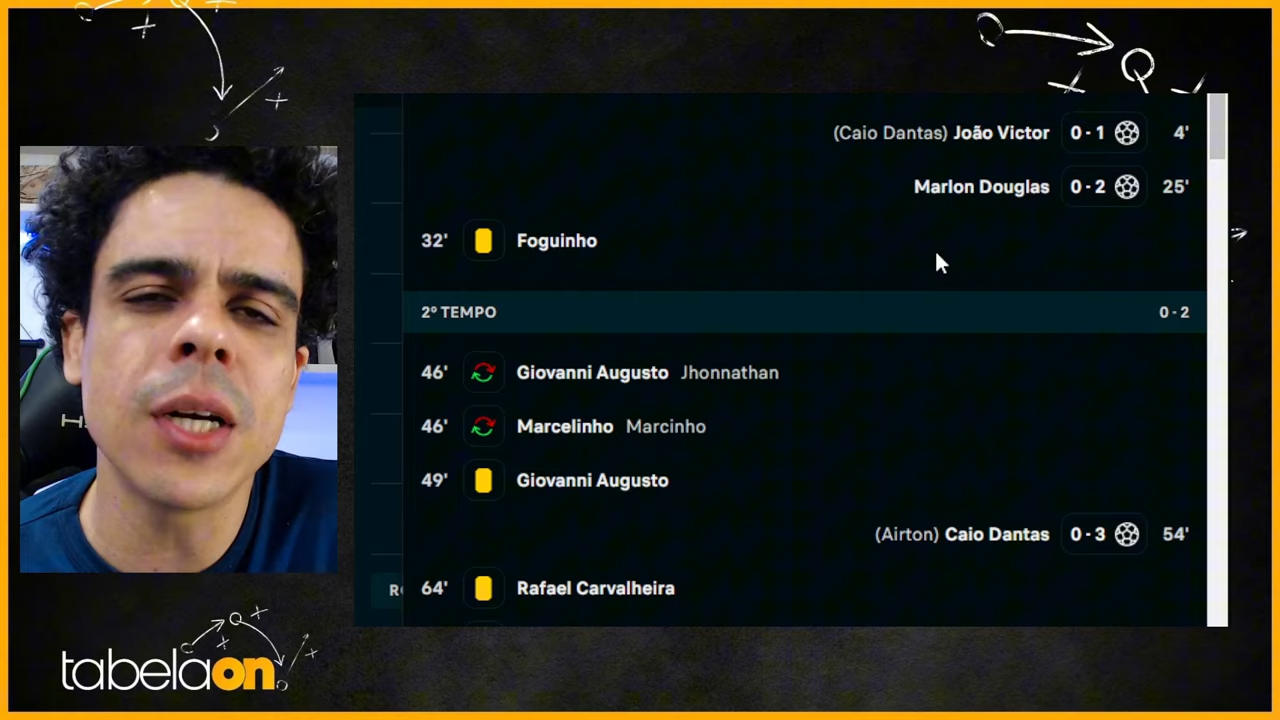 (Caio Dantas) João Victor 0 - 1 4'
Marlon Douglas 0 - 2 25'
32' Foguinho
2º TEMPO 0 - 2
46' Giovanni Augusto Jhonnathan
46' Marcelinho Marcinho
49' Giovanni Augusto
(Airton) Caio Dantas 0 - 3 54'
64' Rafael Carvalheira
tabelaon